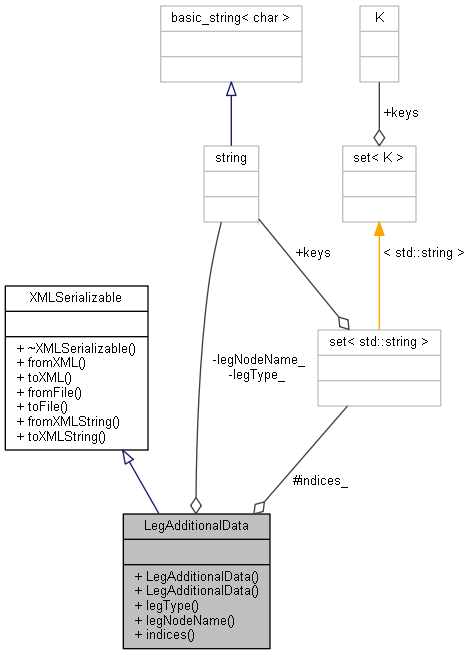 basic_string< char >
K
+keys
string
set< K >
+keys
< std::string >
XMLSerializable
+ ~XMLSerializable()
+ fromXML()
+ toXML()
+ fromFile()
+ toFile()
+ fromXMLString()
+ toXMLString()
-legNodeName_
-legType_
set< std::string >
#indices_
LegAdditionalData
+ LegAdditionalData()
+ LegAdditionalData()
+ legType()
+ legNodeName()
+ indices()